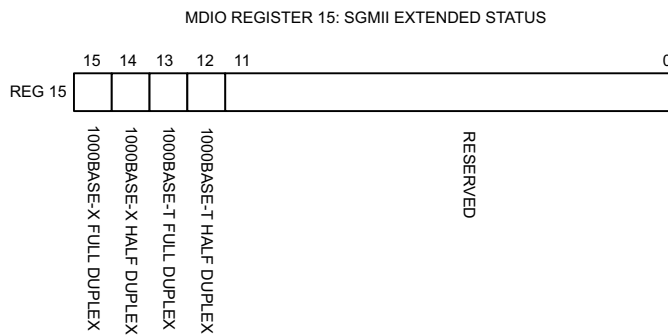 MDIO REGISTER 15: SGMII EXTENDED STATUS
15 14 13 12 11 0
REG 15
1000BASE-X FULL DUPLEX
1000BASE-X HALF DUPLEX
1000BASE-T FULL DUPLEX
1000BASE-T HALF DUPLEX
RESERVED